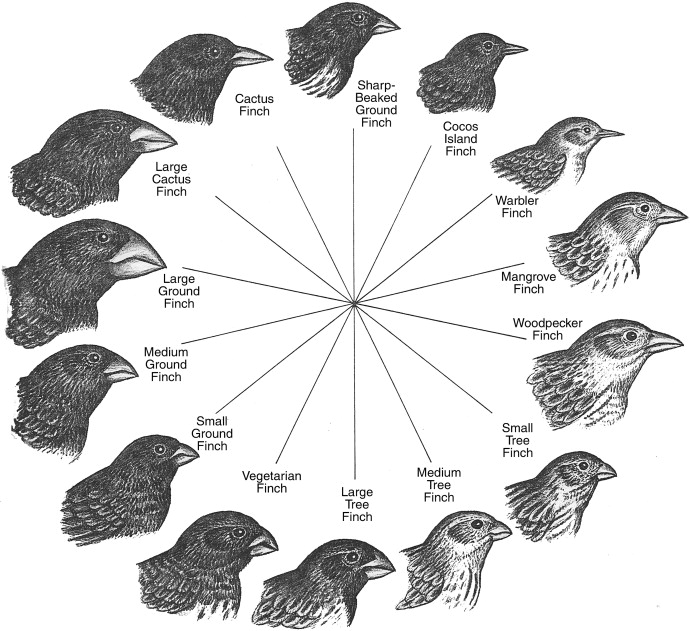 Sharp-
Beaked
Ground
Finch
Cactus
Finch
Cocos
Island
Finch
Large
Cactus
Finch
Warbler
Finch
Large
Ground
Finch
Mangrove
Finch
Woodpecker
Finch
Medium
Ground
Finch
Small
Ground
Finch
Small
Tree
Finch
Vegetarian
Finch
Medium
Tree
Finch
Large
Tree
Finch